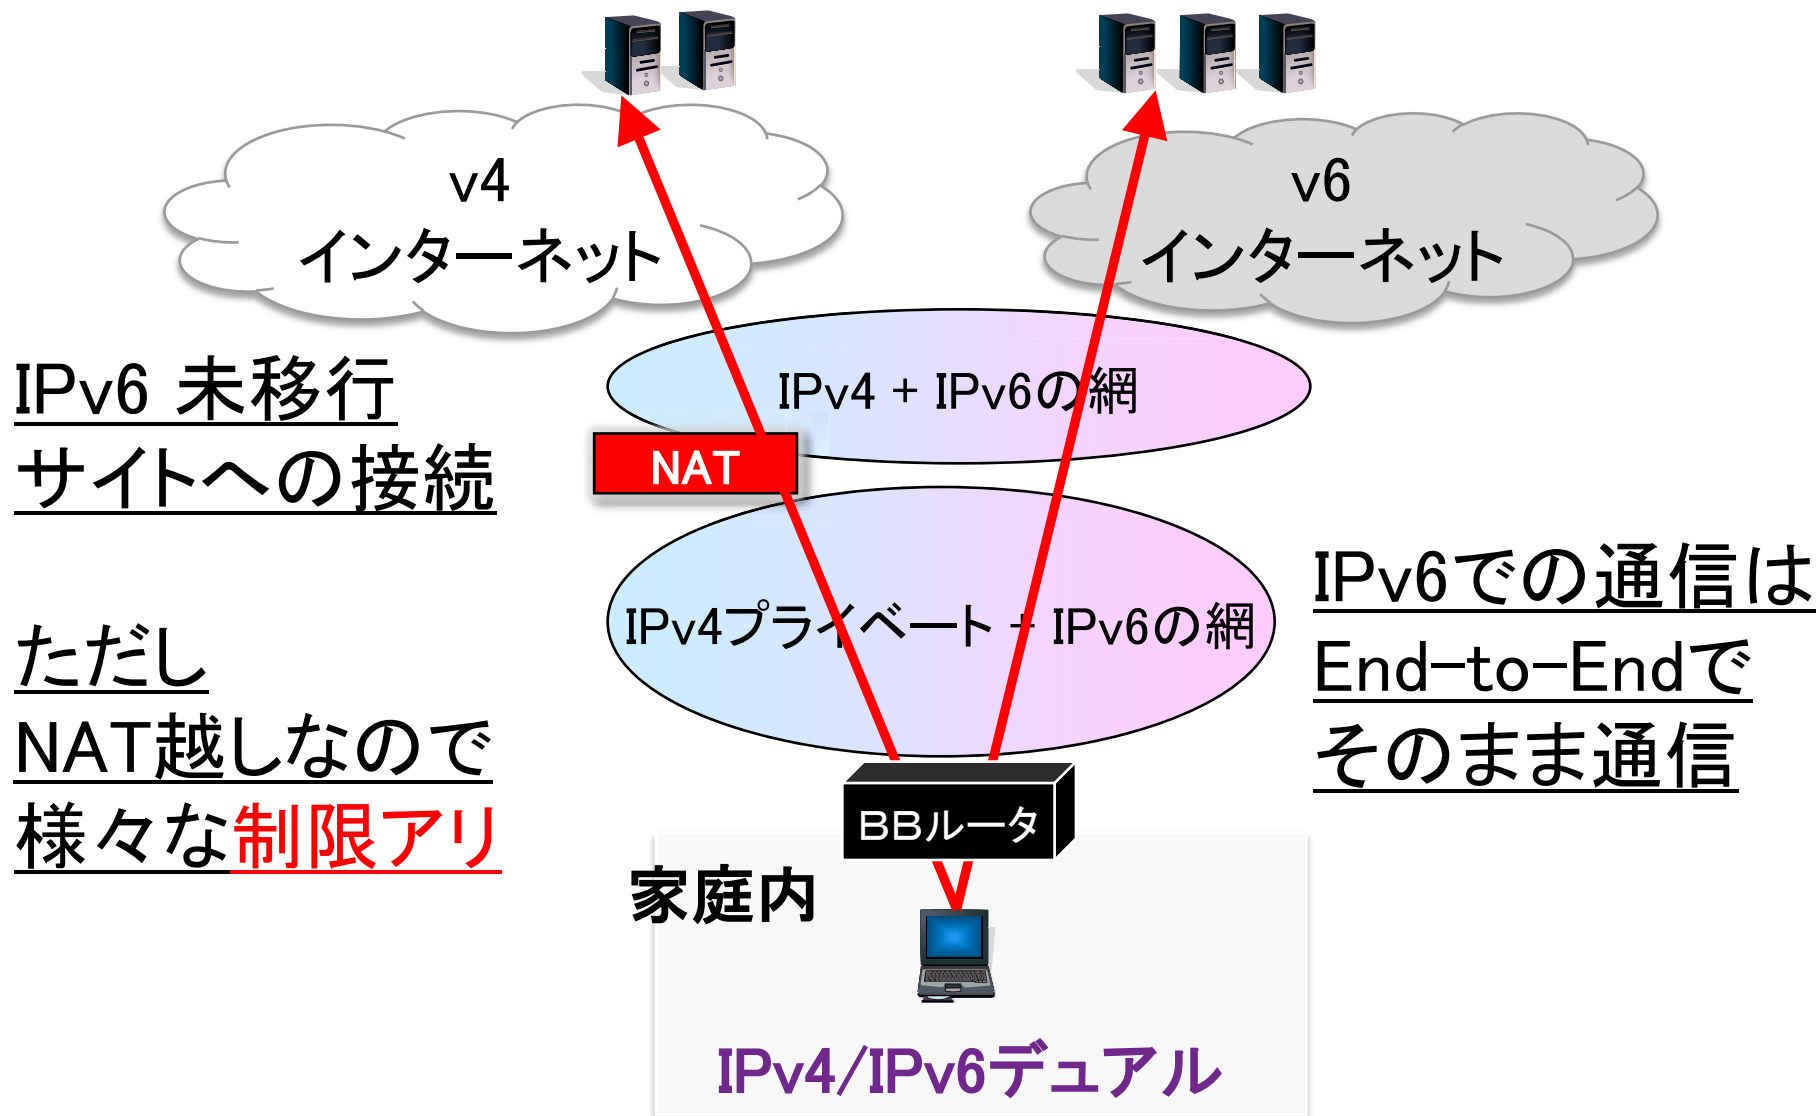 v4
インターネット
v6
インターネット
IPv6 未移行
サイトへの接続
IPv4 + IPv6の網
NAT
IPv4プライベート + IPv6の網
ただし
NAT越しなので
様々な制限アリ
IPv6での通信は
End-to-Endで
そのまま通信
BBルータ
家庭内
IPv4/IPv6デュアル